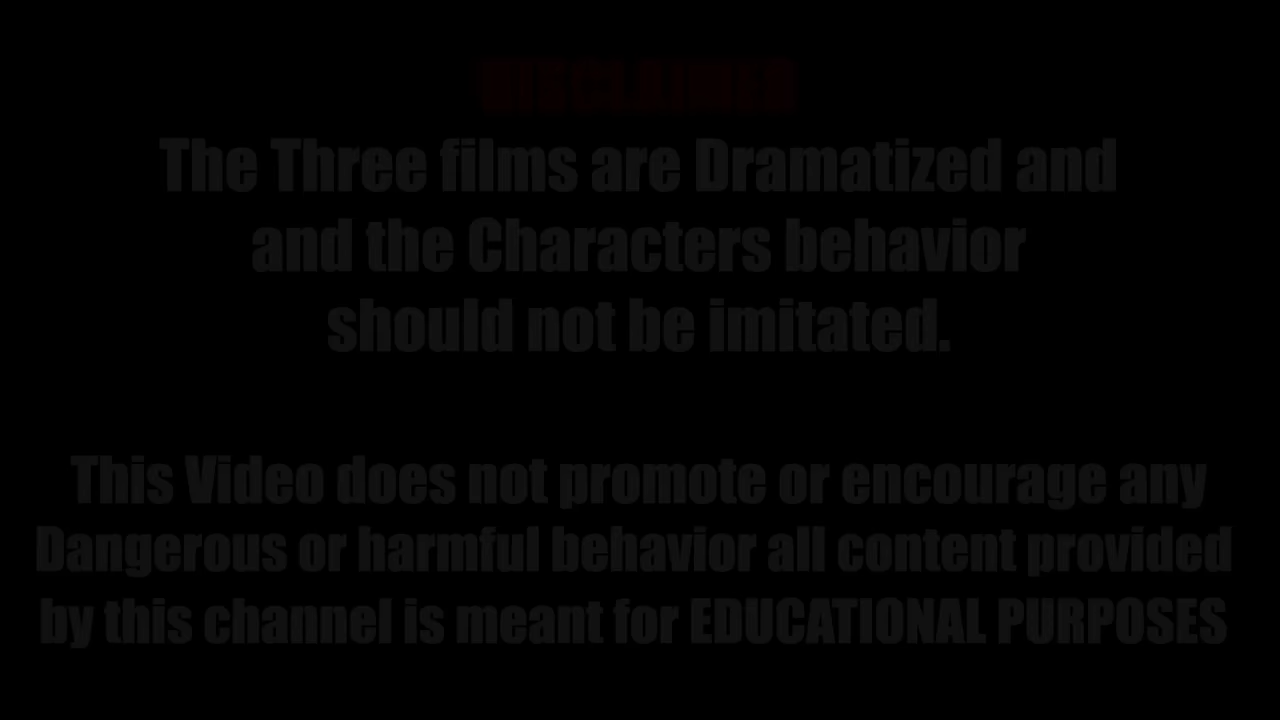 DISCLAIMER
The Three films are Dramatized and
and the Characters behavior
should not be imitated.
This Video does not promote or encourage any
Dangerous or harmful behavior all content provided
by this channel is meant for EDUCATIONAL PURPOSES